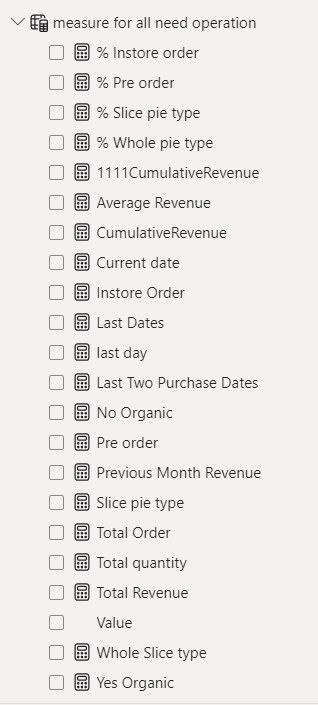 measure for all need operation
% Instore order
% Pre order
% Slice pie type
% Whole pie type
1111CumulativeRevenue
Average Revenue
CumulativeRevenue
Current date
Instore Order
Last Dates
last day
Last Two Purchase Dates
No Organic
Pre order
Previous Month Revenue
Slice pie type
Total Order
Total quantity
Total Revenue
Value
Whole Slice type
Yes Organic